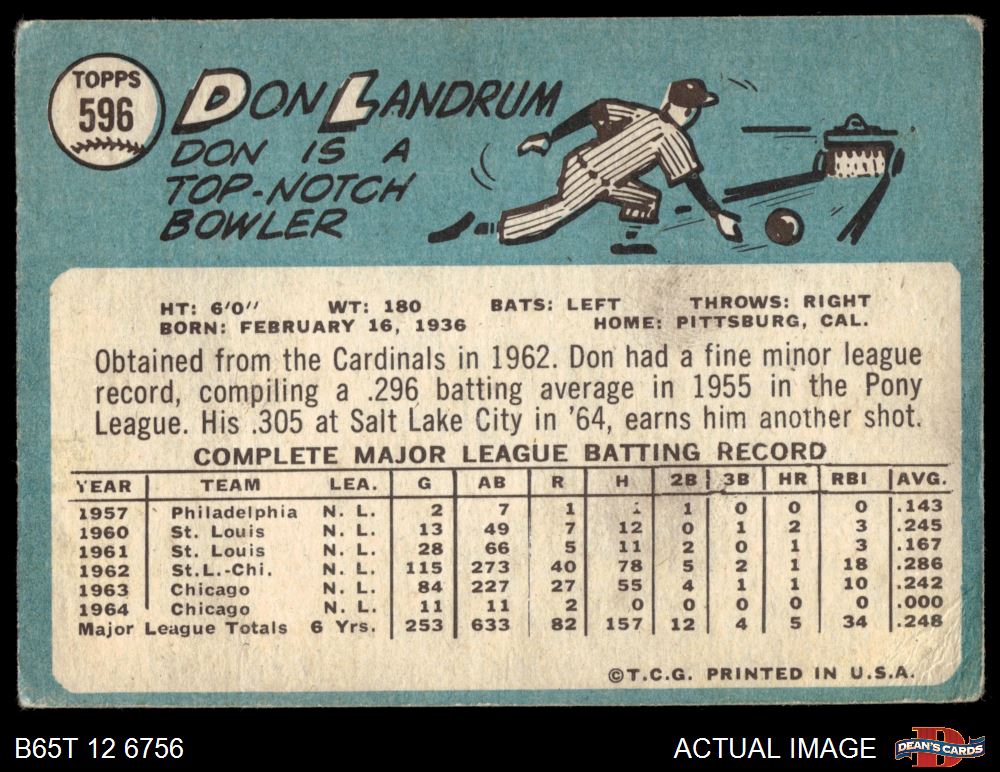 TOPPS
596
DON LANDRUM
DON IS A
TOP-NOTCH
BOWLER
HT: 6'0" WT: 180 BATS: LEFT THROWS: RIGHT
BORN: FEBRUARY 16, 1936 HOME: PITTSBURG, CAL.
Obtained from the Cardinals in 1962. Don had a fine minor league
record, compiling a .296 batting average in 1955 in the Pony
League. His .305 at Salt Lake City in '64, earns him another shot.
COMPLETE MAJOR LEAGUE BATTING RECORD
YEAR TEAM LEA. G AB R H 2B 3B HR RBI AVG.
1957 Philadelphia N. L. 2 7 1 1 1 0 0 0 .143
1960 St. Louis N. L. 13 49 7 12 0 1 2 3 .245
1961 St. Louis N. L. 28 66 5 11 2 0 1 3 .167
1962 St.L.-Chi. N. L. 115 273 40 78 5 2 1 18 .286
1963 Chicago N. L. 84 227 27 55 4 1 1 10 .242
1964 Chicago N. L. 11 11 2 0 0 0 0 0 .000
Major League Totals 6 Yrs. 253 633 82 157 12 4 5 34 .248
©T.C.G. PRINTED IN U.S.A.
B65T 12 6756 ACTUAL IMAGE DEAN'S CARDS